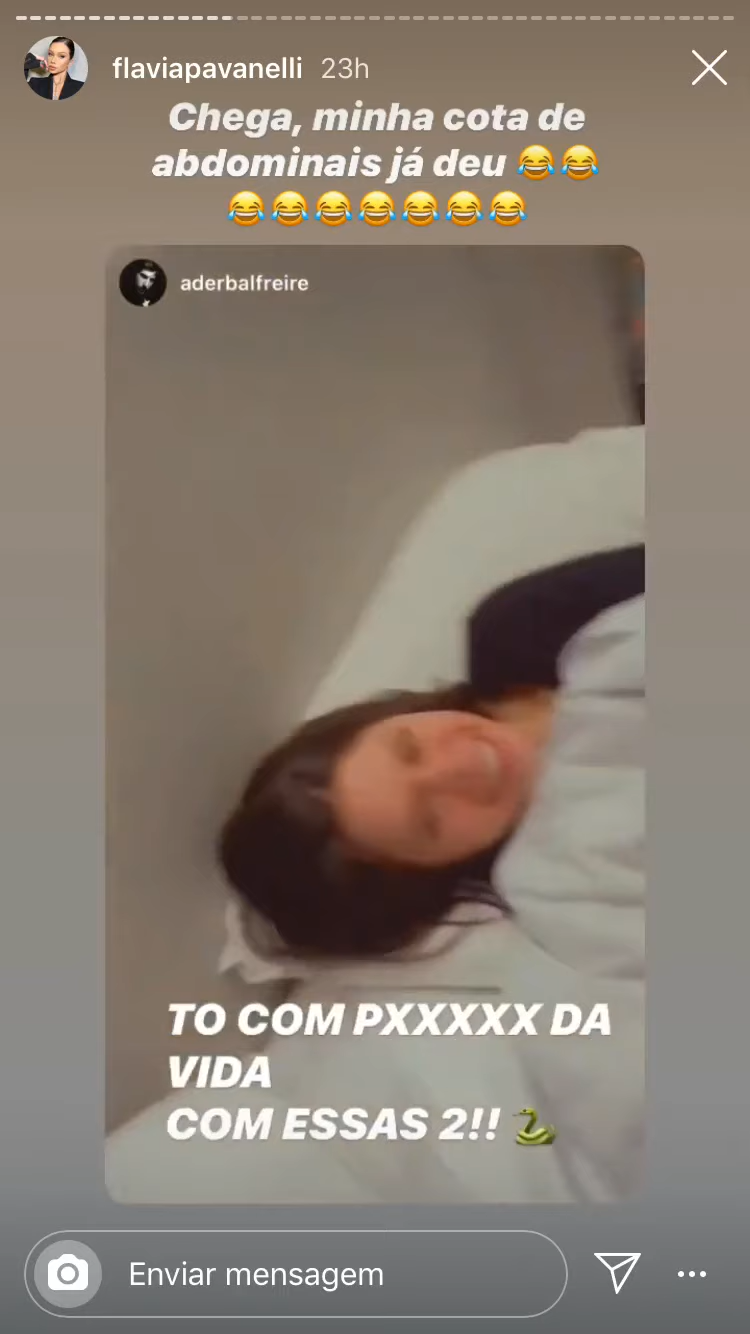 flaviapavanelli 23h
Chega, minha cota de
abdominais já deu 😂😂
😂😂😂😂😂😂😂
aderbalfreire
TO COM PXXXXX DA
VIDA
COM ESSAS 2!! 🐍
Enviar mensagem